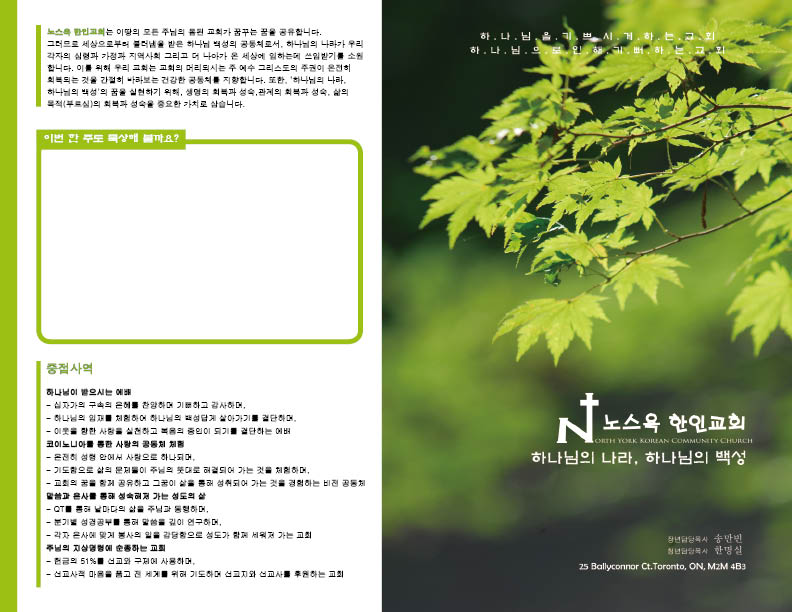 노스욕 한인교회는 이땅의 모든 주님의 몸된 교회가 꿈꾸는 꿈을 공유합니다.
그러므로 세상으로부터 불러냄을 받은 하나님 백성의 공동체로서, 하나님의 나라가 우리
각자의 심령과 가정과 지역사회 그리고 더 나아가 온 세상에 임하는데 쓰임받기를 소원
합니다. 이를 위해 우리 교회는 교회의 머리되시는 주 예수 그리스도의 주권이 온전히
회복되는 것을 간절히 바라보는 건강한 공동체를 지향합니다. 또한, '하나님의 나라,
하나님의 백성'의 꿈을 실현하기 위해, 생명의 회복과 성숙,관계의 회복과 성숙, 삶의
목적(부르심)의 회복과 성숙을 중요한 가치로 삼습니다.
이번 한 주도 묵상해 볼까요?
중점사역
하나님이 받으시는 예배
- 십자가의 구속의 은혜를 찬양하며 기뻐하고 감사하며,
- 하나님의 임재를 체험하며 하나님의 백성답게 살아가기를 결단하며,
- 이웃을 향한 사랑을 실천하고 복음의 증인이 되기를 결단하는 예배
코이노니아를 통한 사랑의 공동체 체험
- 온전히 성령 안에서 사랑으로 하나되며,
- 기도함으로 삶의 문제들이 주님의 뜻대로 해결되어 가는 것을 체험하며,
- 교회의 꿈을 함께 공유하고 그꿈이 삶을 통해 성취되어 가는 것을 경험하는 비전 공동체
말씀과 은사를 통해 성숙해져 가는 성도의 삶
- QT를 통해 날마다의 삶을 주님과 동행하며,
- 분기별 성경공부를 통해 말씀을 깊이 연구하며,
- 각자 은사에 맞게 봉사의 일을 감당함으로 성도가 함께 세워져 가는 교회
주님의 지상명령에 순종하는 교회
- 헌금의 51%를 선교와 구제에 사용하며,
- 선교사적 마음을 품고 전 세계를 위해 기도하며 선교지와 선교사를 후원하는 교회
하.나.님.을.기.쁘.시.게.하.는.교.회
하.나.님.으.로.인.해.기.뻐.하.는.교.회
노스욕 한인교회
NORTH YORK KOREAN COMMUNITY CHURCH
하나님의 나라, 하나님의 백성
장년담당목사 송만빈
청년담당목사 한명실
25 Ballyconnor Ct.Toronto, ON, M2M 4B3